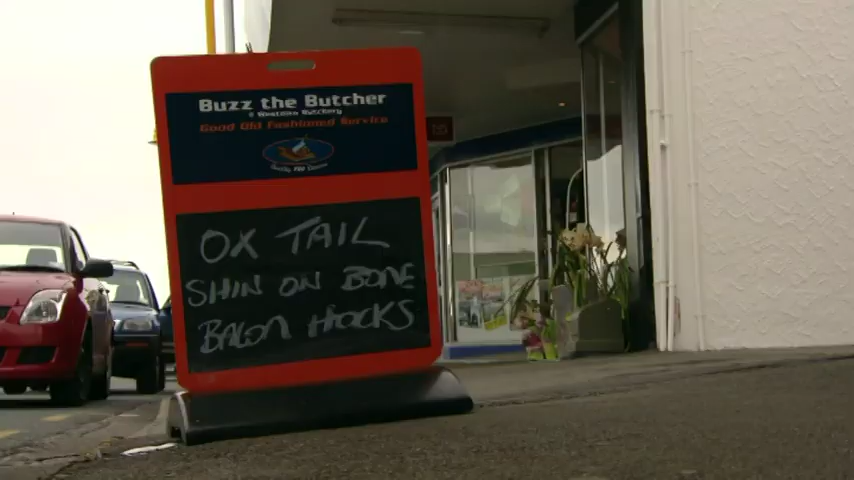 Buzz the Butcher
Good Old Fashioned Service
OX TAIL
SHIN ON BONE
BACON HOCKS